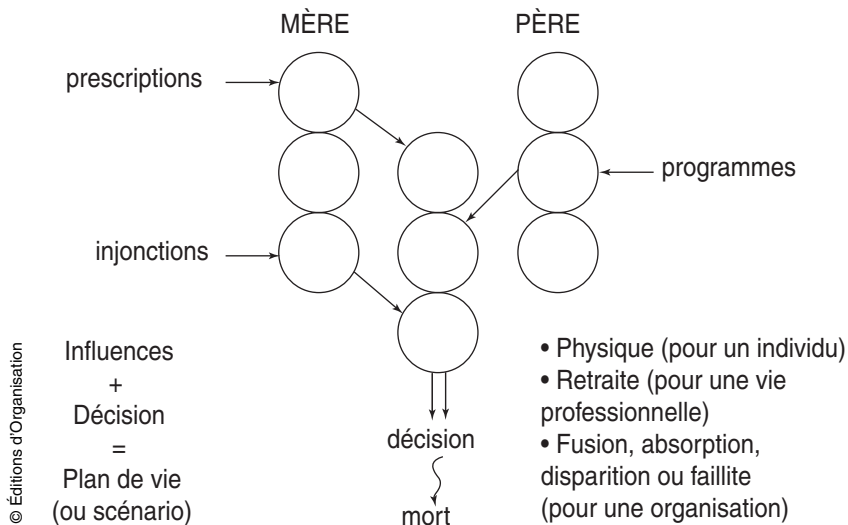 MÈRE
PÈRE
prescriptions
programmes
injonctions
© Éditions d'Organisation
Influences
+
Décision
=
Plan de vie
(ou scénario)
décision
mort
• Physique (pour un individu)
• Retraite (pour une vie
professionnelle)
• Fusion, absorption,
disparition ou faillite
(pour une organisation)